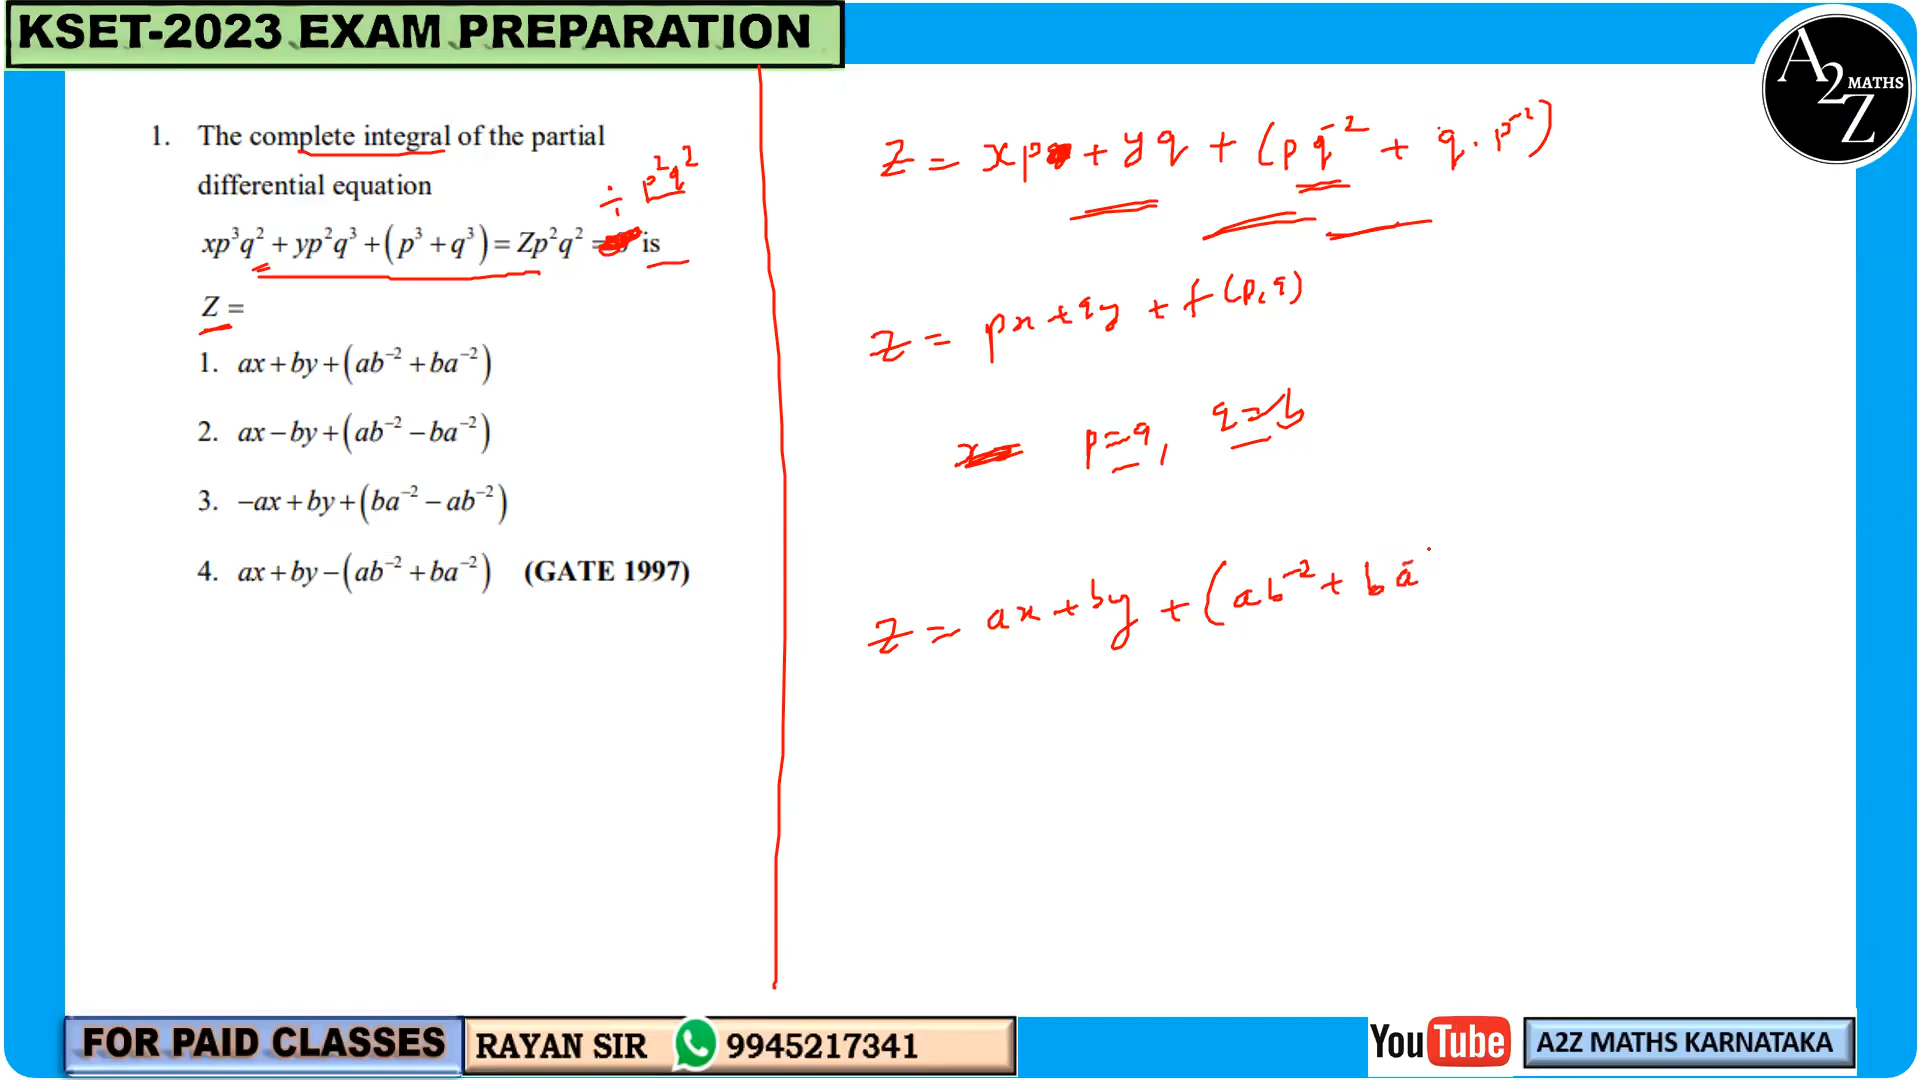 KSET-2023 EXAM PREPARATION
A2Z MATHS
1. The complete integral of the partial
differential equation
÷ p²q²
xp³q² + yp²q³ + (p³ + q³) = Zp²q² = is
Z =
1. ax + by + (ab⁻² + ba⁻²)
2. ax − by + (ab⁻² − ba⁻²)
3. −ax + by + (ba⁻² − ab⁻²)
4. ax + by − (ab⁻² + ba⁻²) (GATE 1997)
Z = xp + yq + (pq⁻² + q·p⁻²)
Z = px + qy + f(p,q)
p = a, q = b
Z = ax + by + (ab⁻² + ba⁻
FOR PAID CLASSES
RAYAN SIR 9945217341
YouTube
A2Z MATHS KARNATAKA